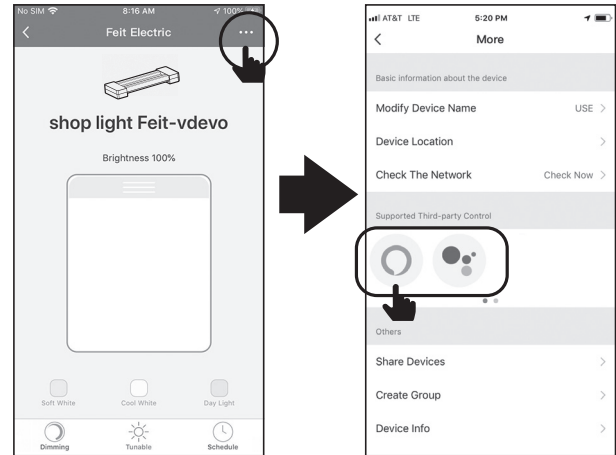 No SIM 8:16 AM 100%
Feit Electric
shop light Feit-vdevo
Brightness 100%
Soft White Cool White Day Light
Dimming Tunable Schedule
AT&T LTE 5:20 PM
More
Basic information about the device
Modify Device Name USE
Device Location
Check The Network Check Now
Supported Third-party Control
Others
Share Devices
Create Group
Device Info